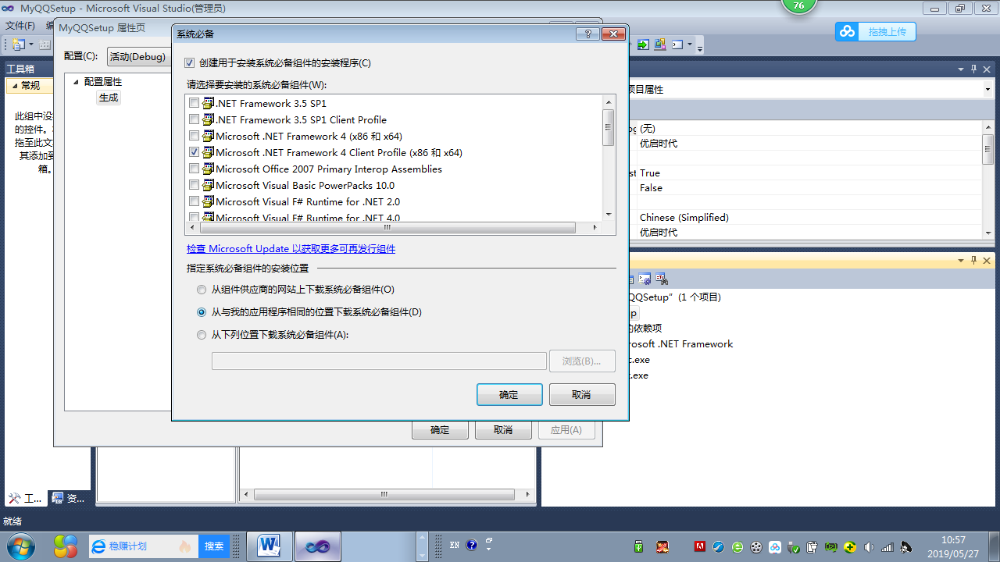 MyQQSetup - Microsoft Visual Studio(管理员)
76
文件(F)
MyQQSetup 属性页
系统必备
拖拽上传
配置(C):
活动(Debug)
创建用于安装系统必备组件的安装程序(C)
工具箱
常规
配置属性
生成
请选择要安装的系统必备组件(W):
.NET Framework 3.5 SP1
.NET Framework 3.5 SP1 Client Profile
Microsoft .NET Framework 4 (x86 和 x64)
Microsoft .NET Framework 4 Client Profile (x86 和 x64)
Microsoft Office 2007 Primary Interop Assemblies
Microsoft Visual Basic PowerPacks 10.0
Microsoft Visual F# Runtime for .NET 2.0
Microsoft Visual F# Runtime for .NET 4.0
此组中没
的控件。
拖至此文
其添加到
箱。
项目属性
(无)
优启时代
True
False
Chinese (Simplified)
优启时代
检查 Microsoft Update 以获取更多可再发行组件
指定系统必备组件的安装位置
从组件供应商的网站上下载系统必备组件(O)
从与我的应用程序相同的位置下载系统必备组件(D)
从下列位置下载系统必备组件(A):
浏览(B)...
确定
取消
QQSetup" (1 个项目)
的依赖项
rosoft .NET Framework
.exe
.exe
确定
取消
应用(A)
工...
资...
就绪
稳赚计划
搜索
EN
10:57
2019/05/27